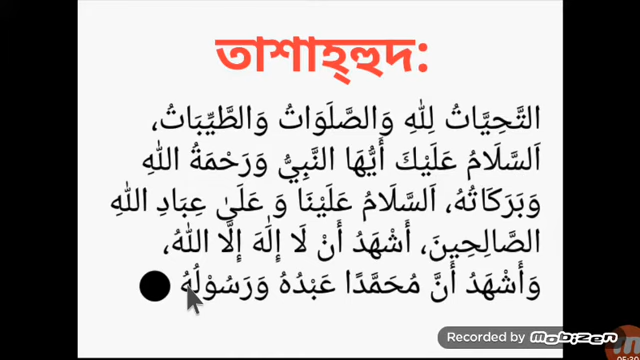 তাশাহ্হুদ:
التَّحِيَّاتُ لِلّٰهِ وَالصَّلَوَاتُ وَالطَّيِّبَاتُ،
اَلسَّلَامُ عَلَيْكَ أَيُّهَا النَّبِيُّ وَرَحْمَةُ اللّٰهِ
وَبَرَكَاتُهُ، اَلسَّلَامُ عَلَيْنَا وَ عَلَىٰ عِبَادِ اللّٰهِ
الصَّالِحِينَ، أَشْهَدُ أَنْ لَا إِلٰهَ إِلَّا اللّٰهُ،
وَأَشْهَدُ أَنَّ مُحَمَّدًا عَبْدُهُ وَرَسُوْلُهُ
Recorded by mobizen